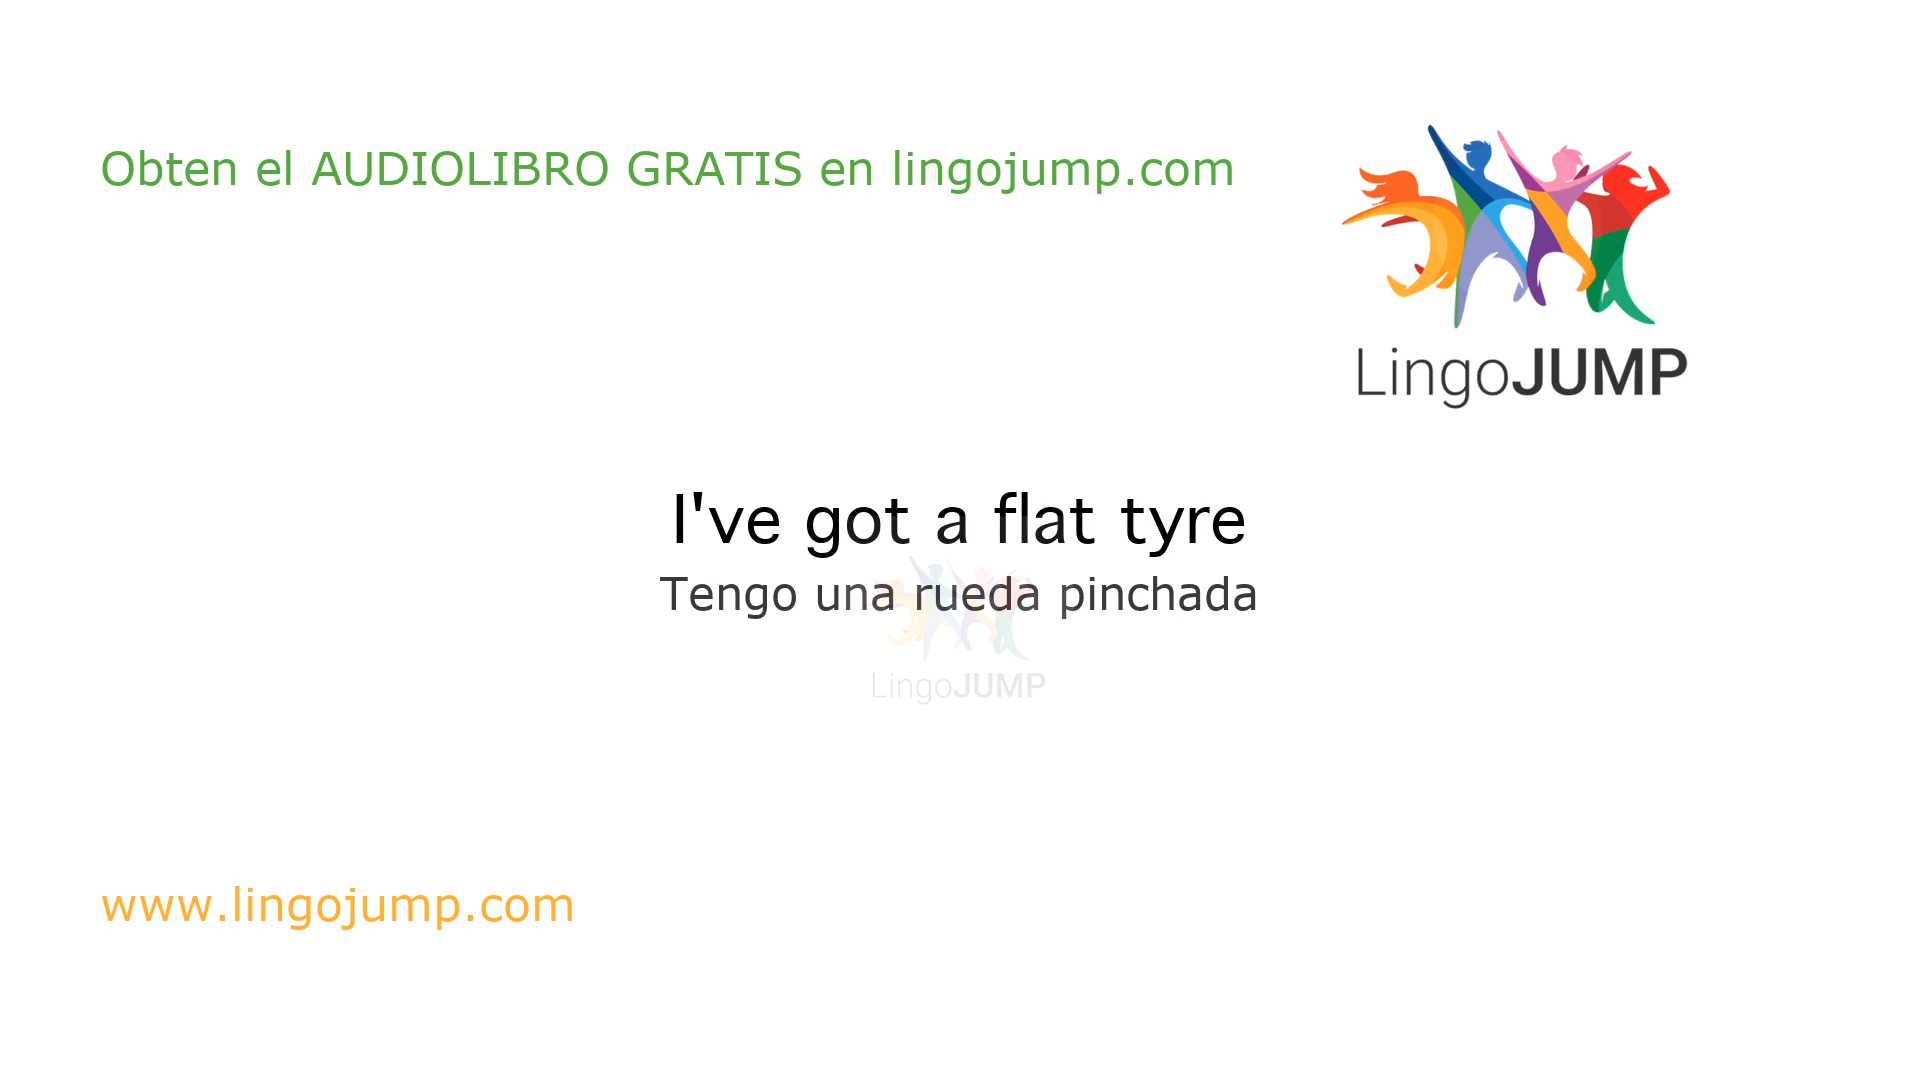 Obten el AUDIOLIBRO GRATIS en lingojump.com
LingoJUMP
I've got a flat tyre
Tengo una rueda pinchada
LingoJUMP
www.lingojump.com